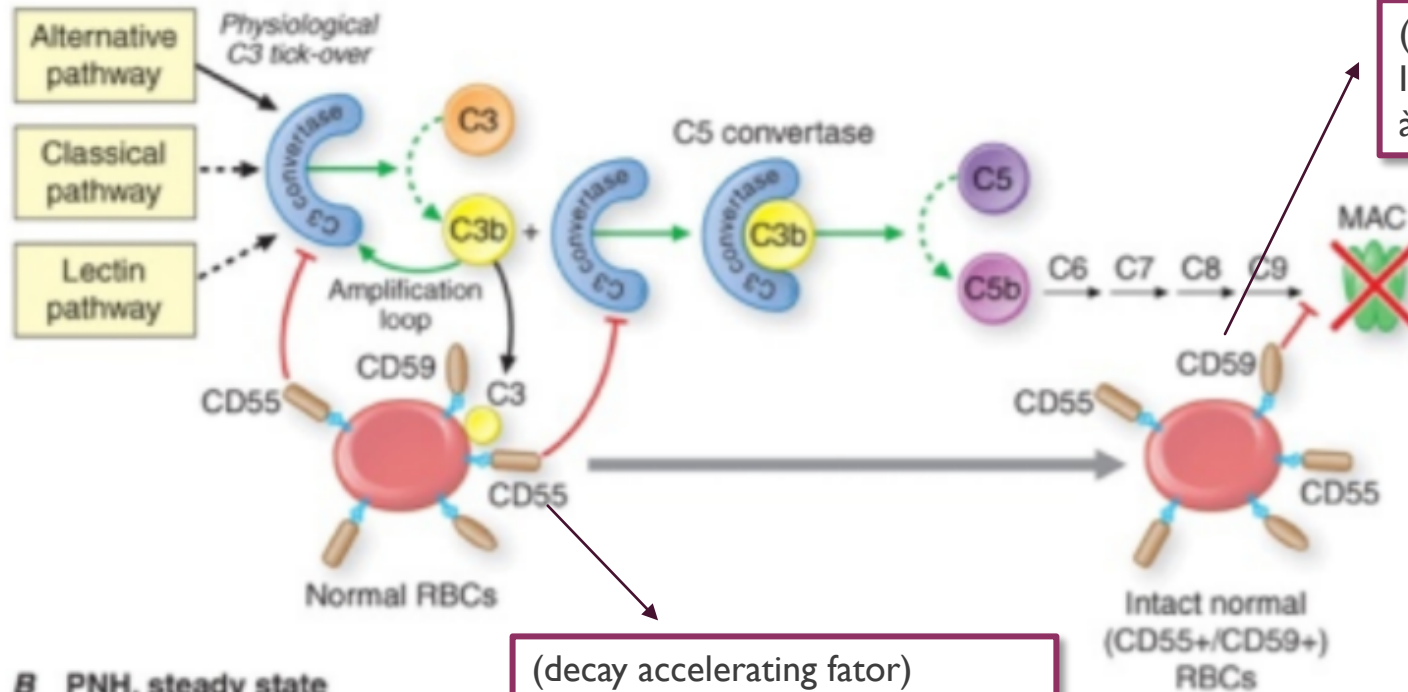 Alternative
pathway
Physiological
C3 tick-over
Classical
pathway
Lectin
pathway
C3 convertase
C3
C3b
+
Amplification
loop
C3 convertase
C5 convertase
C3 convertase
C3b
C5
C5b
C6
C7
C8
C9
MAC
CD59
CD55
C3
CD55
Normal RBCs
CD59
CD55
CD55
Intact normal
(CD55+/CD59+)
RBCs
(decay accelerating fator)
B PNH, steady state
(